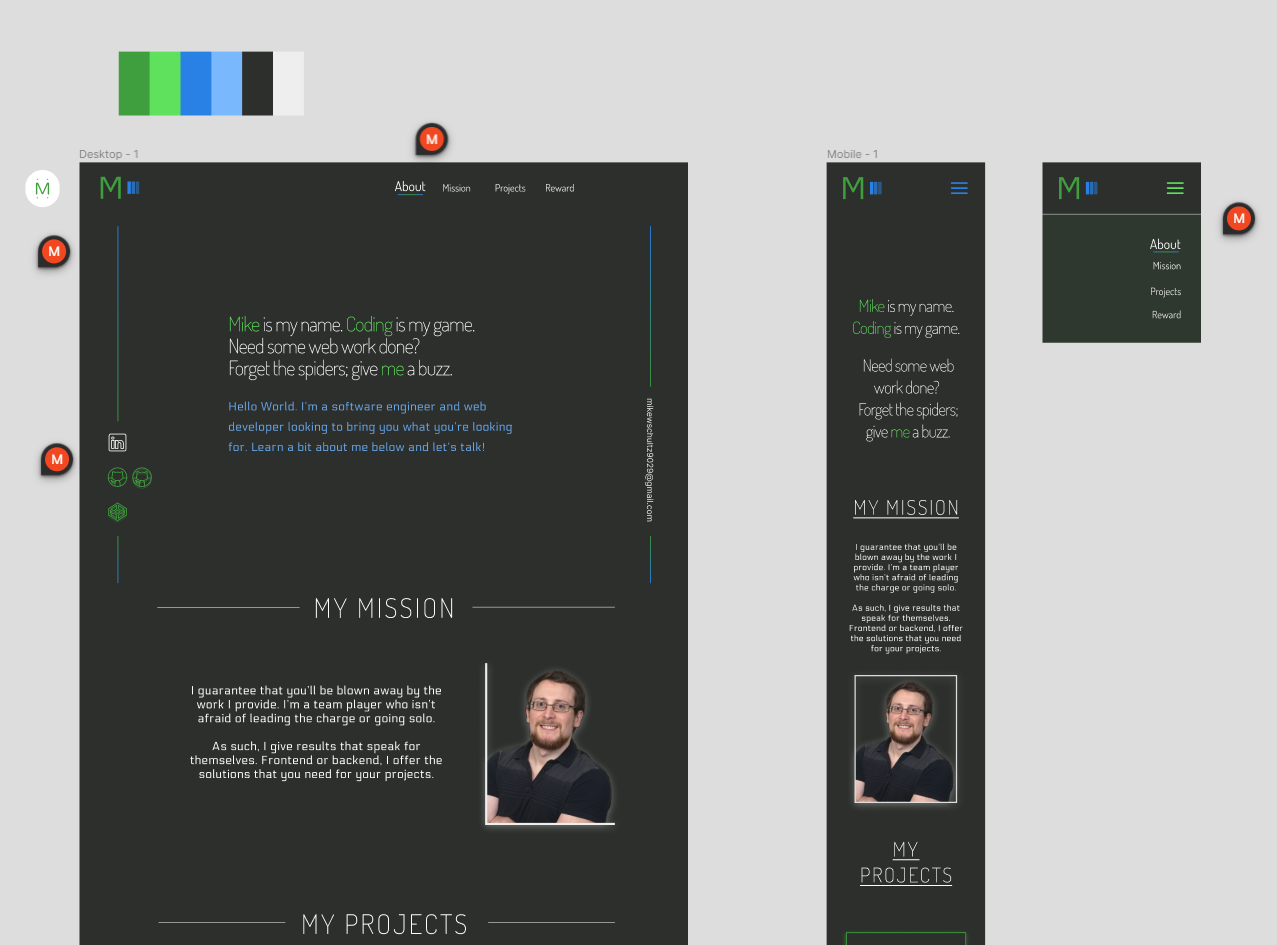 M
Desktop - 1
M
M
About
Mission
Projects
Reward
M
M
Mike is my name. Coding is my game.
Need some web work done?
Forget the spiders; give me a buzz.
Hello World. I'm a software engineer and web
developer looking to bring you what you're looking
for. Learn a bit about me below and let's talk!
in
mikewschultz9029@gmail.com
MY MISSION
I guarantee that you'll be blown away by the
work I provide. I'm a team player who isn't
afraid of leading the charge or going solo.
As such, I give results that speak for
themselves. Frontend or backend, I offer the
solutions that you need for your projects.
MY PROJECTS
Mobile - 1
M
Mike is my name.
Coding is my game.
Need some web
work done?
Forget the spiders;
give me a buzz.
MY MISSION
I guarantee that you'll be
blown away by the work I
provide. I'm a team player
who isn't afraid of leading
the charge or going solo.
As such, I give results that
speak for themselves.
Frontend or backend, I offer
the solutions that you need
for your projects.
MY
PROJECTS
M
M
About
Mission
Projects
Reward